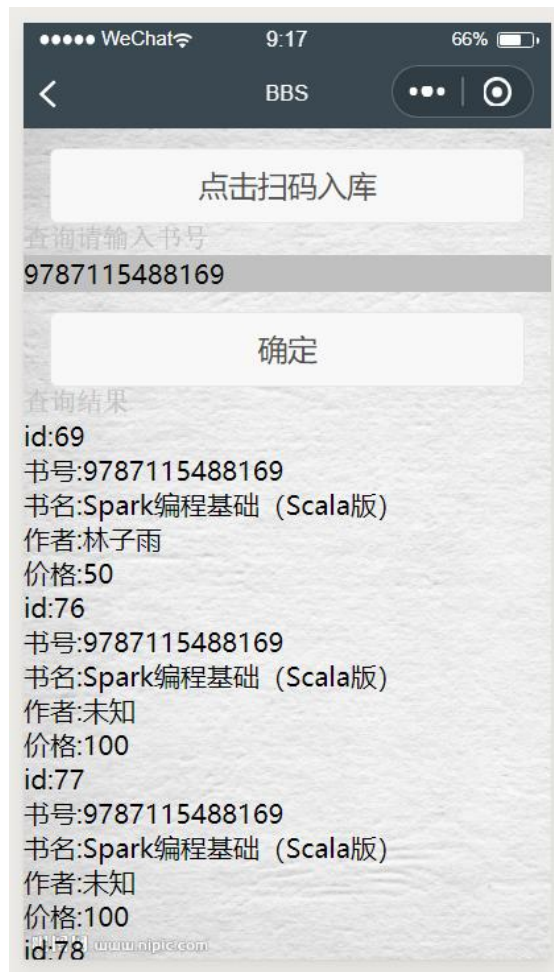 WeChat 9:17 66%
BBS
点击扫码入库
查询请输入书号
9787115488169
确定
查询结果
id:69
书号:9787115488169
书名:Spark编程基础（Scala版）
作者:林子雨
价格:50
id:76
书号:9787115488169
书名:Spark编程基础（Scala版）
作者:未知
价格:100
id:77
书号:9787115488169
书名:Spark编程基础（Scala版）
作者:未知
价格:100
www.nipic.com
id:78